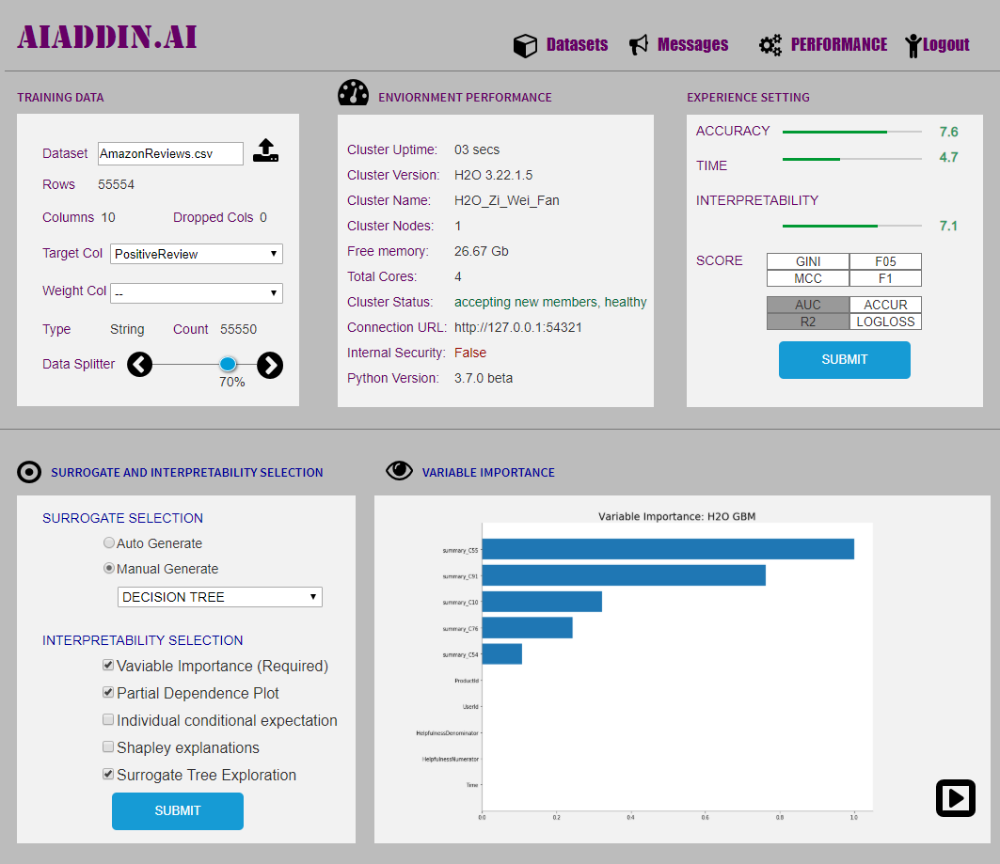 AIADDIN.AI
Datasets Messages PERFORMANCE Logout
TRAINING DATA
Dataset AmazonReviews.csv
Rows 55554
Columns 10 Dropped Cols 0
Target Col PositiveReview
Weight Col --
Type String Count 55550
Data Splitter
70%
ENVIORNMENT PERFORMANCE
Cluster Uptime: 03 secs
Cluster Version: H2O 3.22.1.5
Cluster Name: H2O_Zi_Wei_Fan
Cluster Nodes: 1
Free memory: 26.67 Gb
Total Cores: 4
Cluster Status: accepting new members, healthy
Connection URL: http://127.0.0.1:54321
Internal Security: False
Python Version: 3.7.0 beta
EXPERIENCE SETTING
ACCURACY 7.6
TIME 4.7
INTERPRETABILITY
7.1
SCORE GINI F05
MCC F1
AUC ACCUR
R2 LOGLOSS
SUBMIT
SURROGATE AND INTERPRETABILITY SELECTION
SURROGATE SELECTION
Auto Generate
Manual Generate
DECISION TREE
INTERPRETABILITY SELECTION
Vaviable Importance (Required)
Partial Dependence Plot
Individual conditional expectation
Shapley explanations
Surrogate Tree Exploration
SUBMIT
VARIABLE IMPORTANCE
Variable Importance: H2O GBM
summary_C55
summary_C91
summary_C10
summary_C76
summary_C54
ProductId
UserId
HelpfulnessDenominator
HelpfulnessNumerator
Time
0.0 0.2 0.4 0.6 0.8 1.0